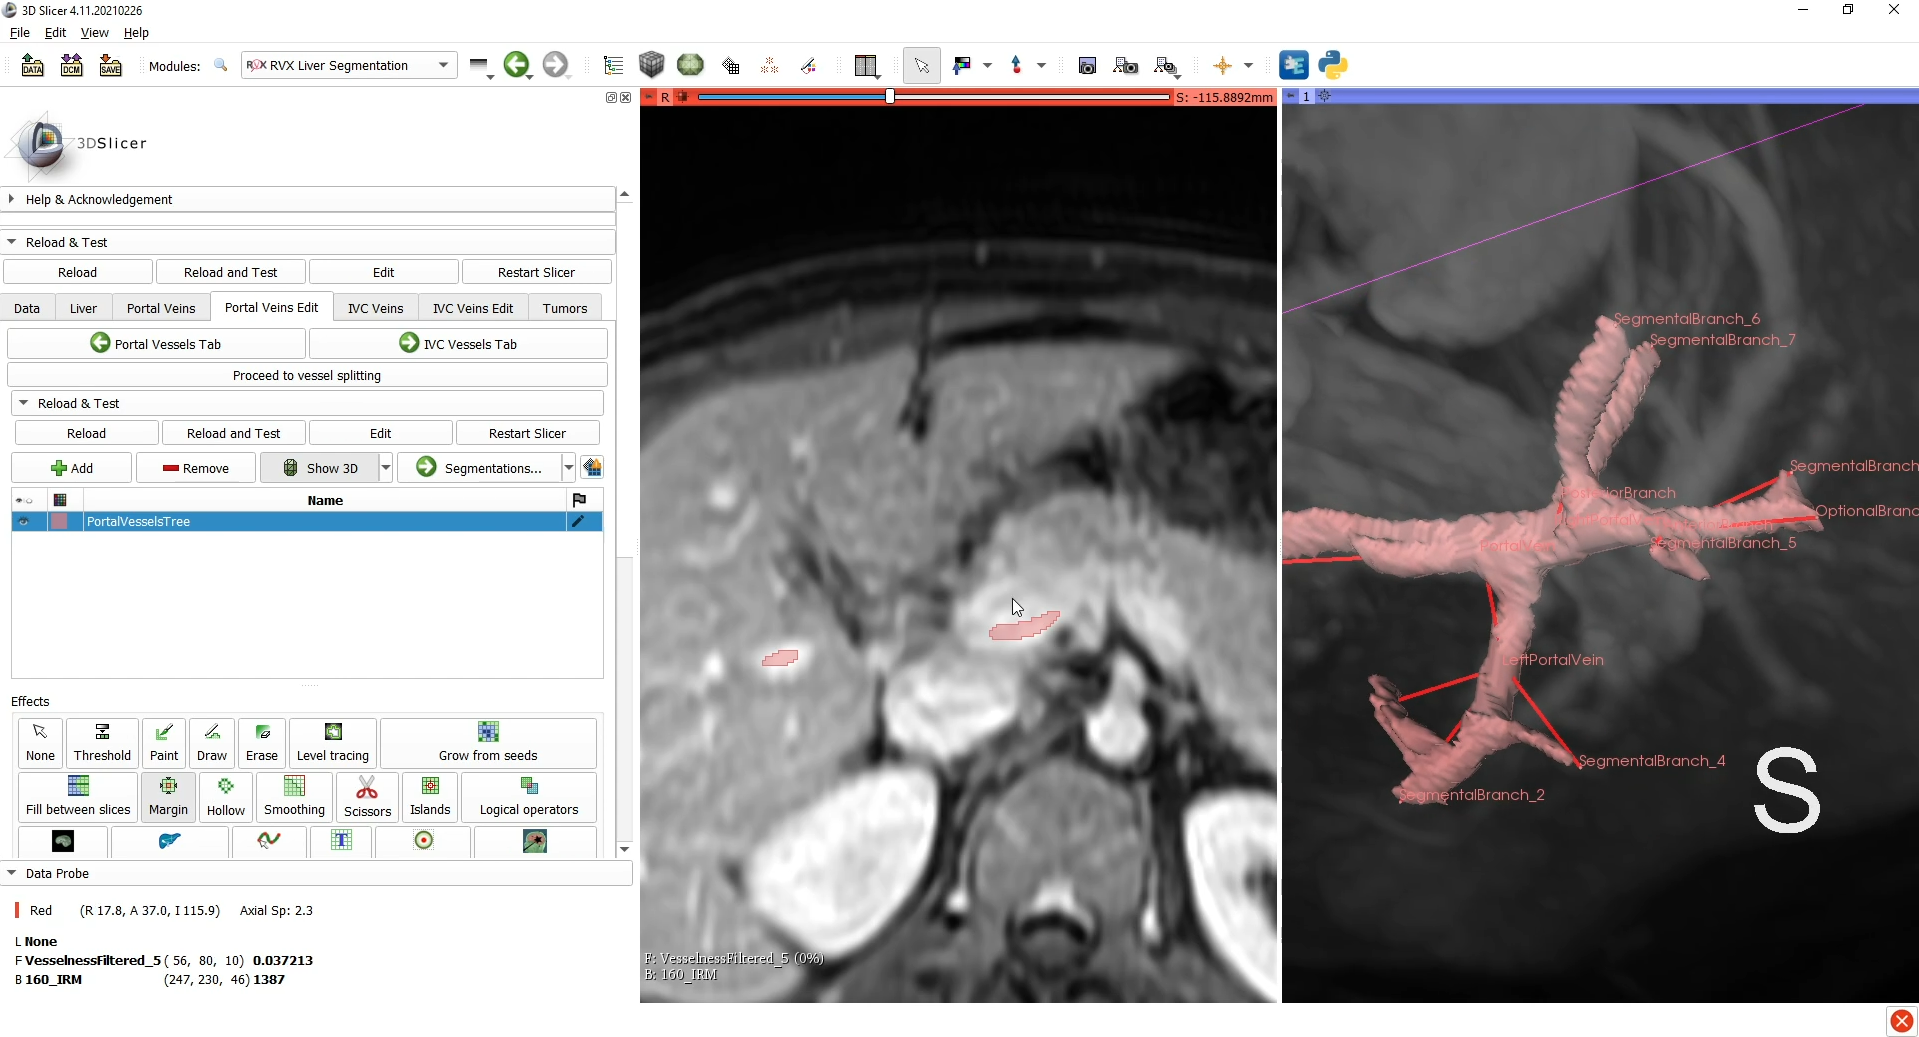 3D Slicer 4.11.20210226
File Edit View Help
DATA DCM SAVE Modules: RVX RVX Liver Segmentation
R S: -115.8892mm
1
3DSlicer
Help & Acknowledgement
Reload & Test
Reload Reload and Test Edit Restart Slicer
Data Liver Portal Veins Portal Veins Edit IVC Veins IVC Veins Edit Tumors
Portal Vessels Tab IVC Vessels Tab
Proceed to vessel splitting
Reload & Test
Reload Reload and Test Edit Restart Slicer
Add Remove Show 3D Segmentations...
Name
PortalVesselsTree
Effects
None Threshold Paint Draw Erase Level tracing Grow from seeds
Fill between slices Margin Hollow Smoothing Scissors Islands Logical operators
T
Data Probe
Red (R 17.8, A 37.0, I 115.9) Axial Sp: 2.3
L None
F VesselnessFiltered_5 ( 56, 80, 10) 0.037213
B 160_IRM (247, 230, 46) 1387
F: VesselnessFiltered_5 (0%)
B: 160_IRM
SegmentalBranch_6
SegmentalBranch_7
SegmentalBranch
PosteriorBranch
OptionalBranc
SegmentalBranch_5
LeftPortalVein
SegmentalBranch_4
SegmentalBranch_2
S